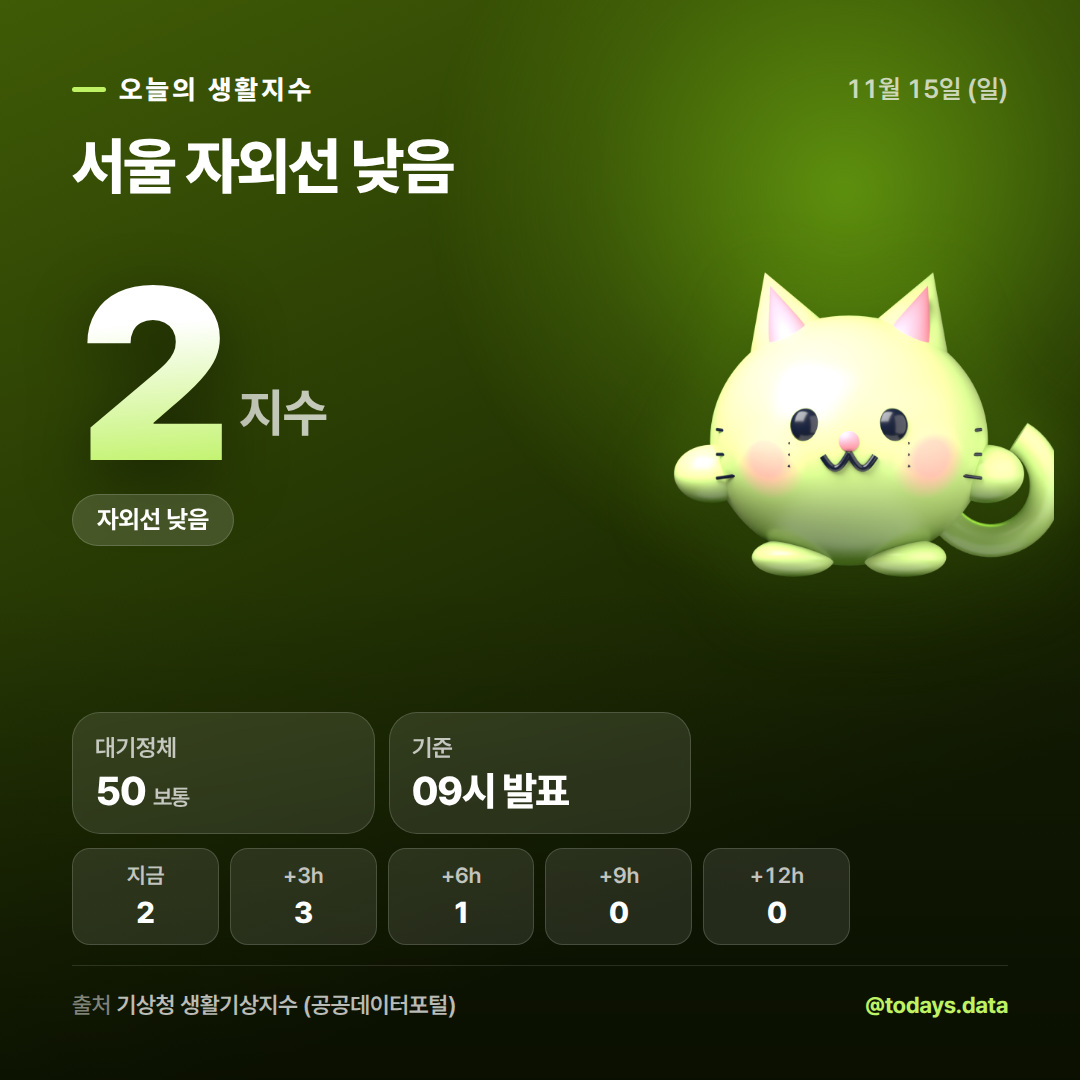 오늘의 생활지수
11월 15일 (일)
서울 자외선 낮음
2 지수
자외선 낮음
대기정체
50 보통
기준
09시 발표
지금
2
+3h
3
+6h
1
+9h
0
+12h
0
출처 기상청 생활기상지수 (공공데이터포털)
@todays.data